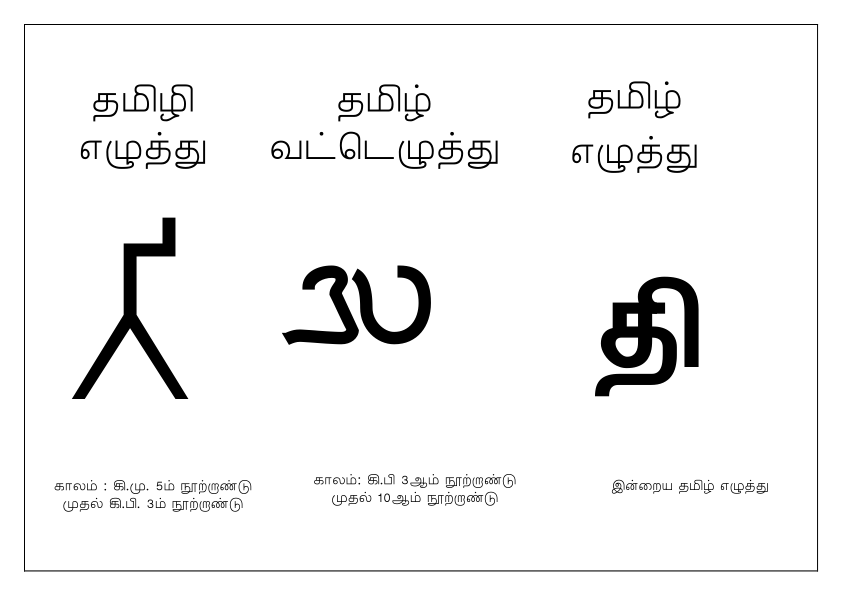 தமிழி
எழுத்து
தமிழ்
வட்டெழுத்து
தமிழ்
எழுத்து
தி
காலம் : கி.மு. 5ம் நூற்றாண்டு
முதல் கி.பி. 3ம் நூற்றாண்டு
காலம்: கி.பி 3ஆம் நூற்றாண்டு
முதல் 10ஆம் நூற்றாண்டு
இன்றைய தமிழ் எழுத்து